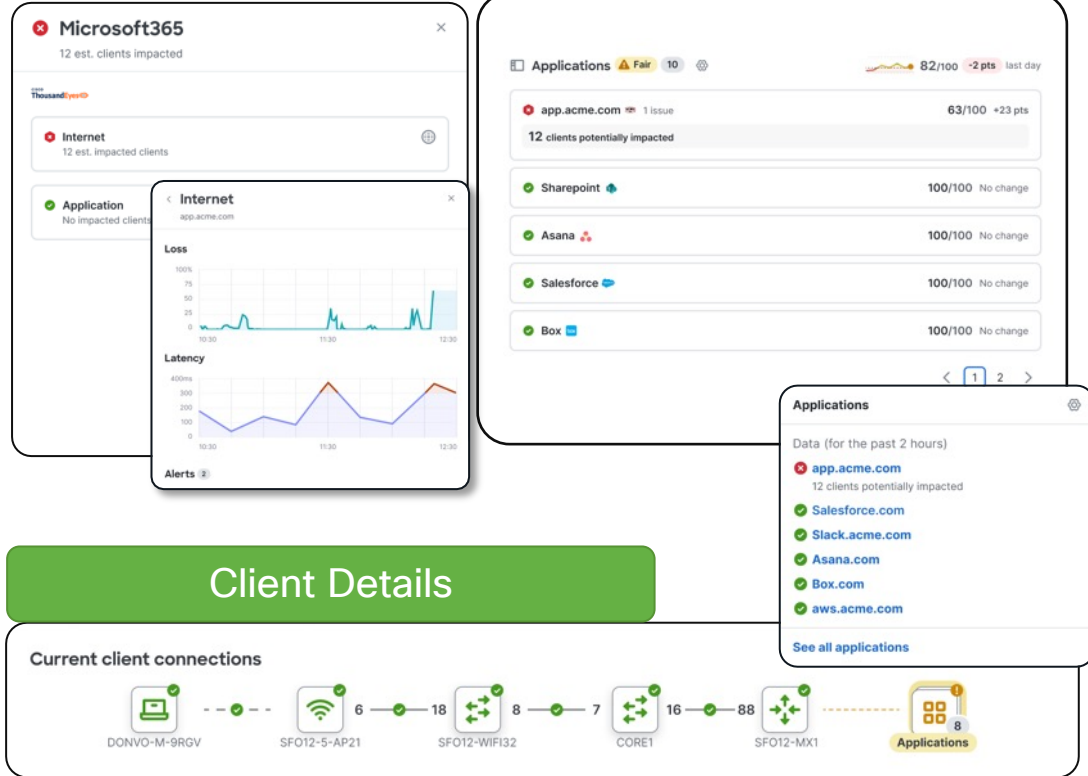 Microsoft365
12 est. clients impacted
CISCO
ThousandEyes
Internet
12 est. impacted clients
Application
No impacted clients
Internet
app.acme.com
Loss
100%
75
50
25
0
10:30 11:30 12:30
Latency
400ms
300
200
100
0
10:30 11:30 12:30
Alerts 2
Applications Fair 10 82/100 -2 pts last day
app.acme.com 1 issue 63/100 +23 pts
12 clients potentially impacted
Sharepoint 100/100 No change
Asana 100/100 No change
Salesforce 100/100 No change
Box 100/100 No change
1 2
Applications
Data (for the past 2 hours)
app.acme.com
12 clients potentially impacted
Salesforce.com
Slack.acme.com
Asana.com
Box.com
aws.acme.com
See all applications
Client Details
Current client connections
6 18 8 7 16 88 8
DONVO-M-9RGV SFO12-5-AP21 SFO12-WIFI32 CORE1 SFO12-MX1 Applications